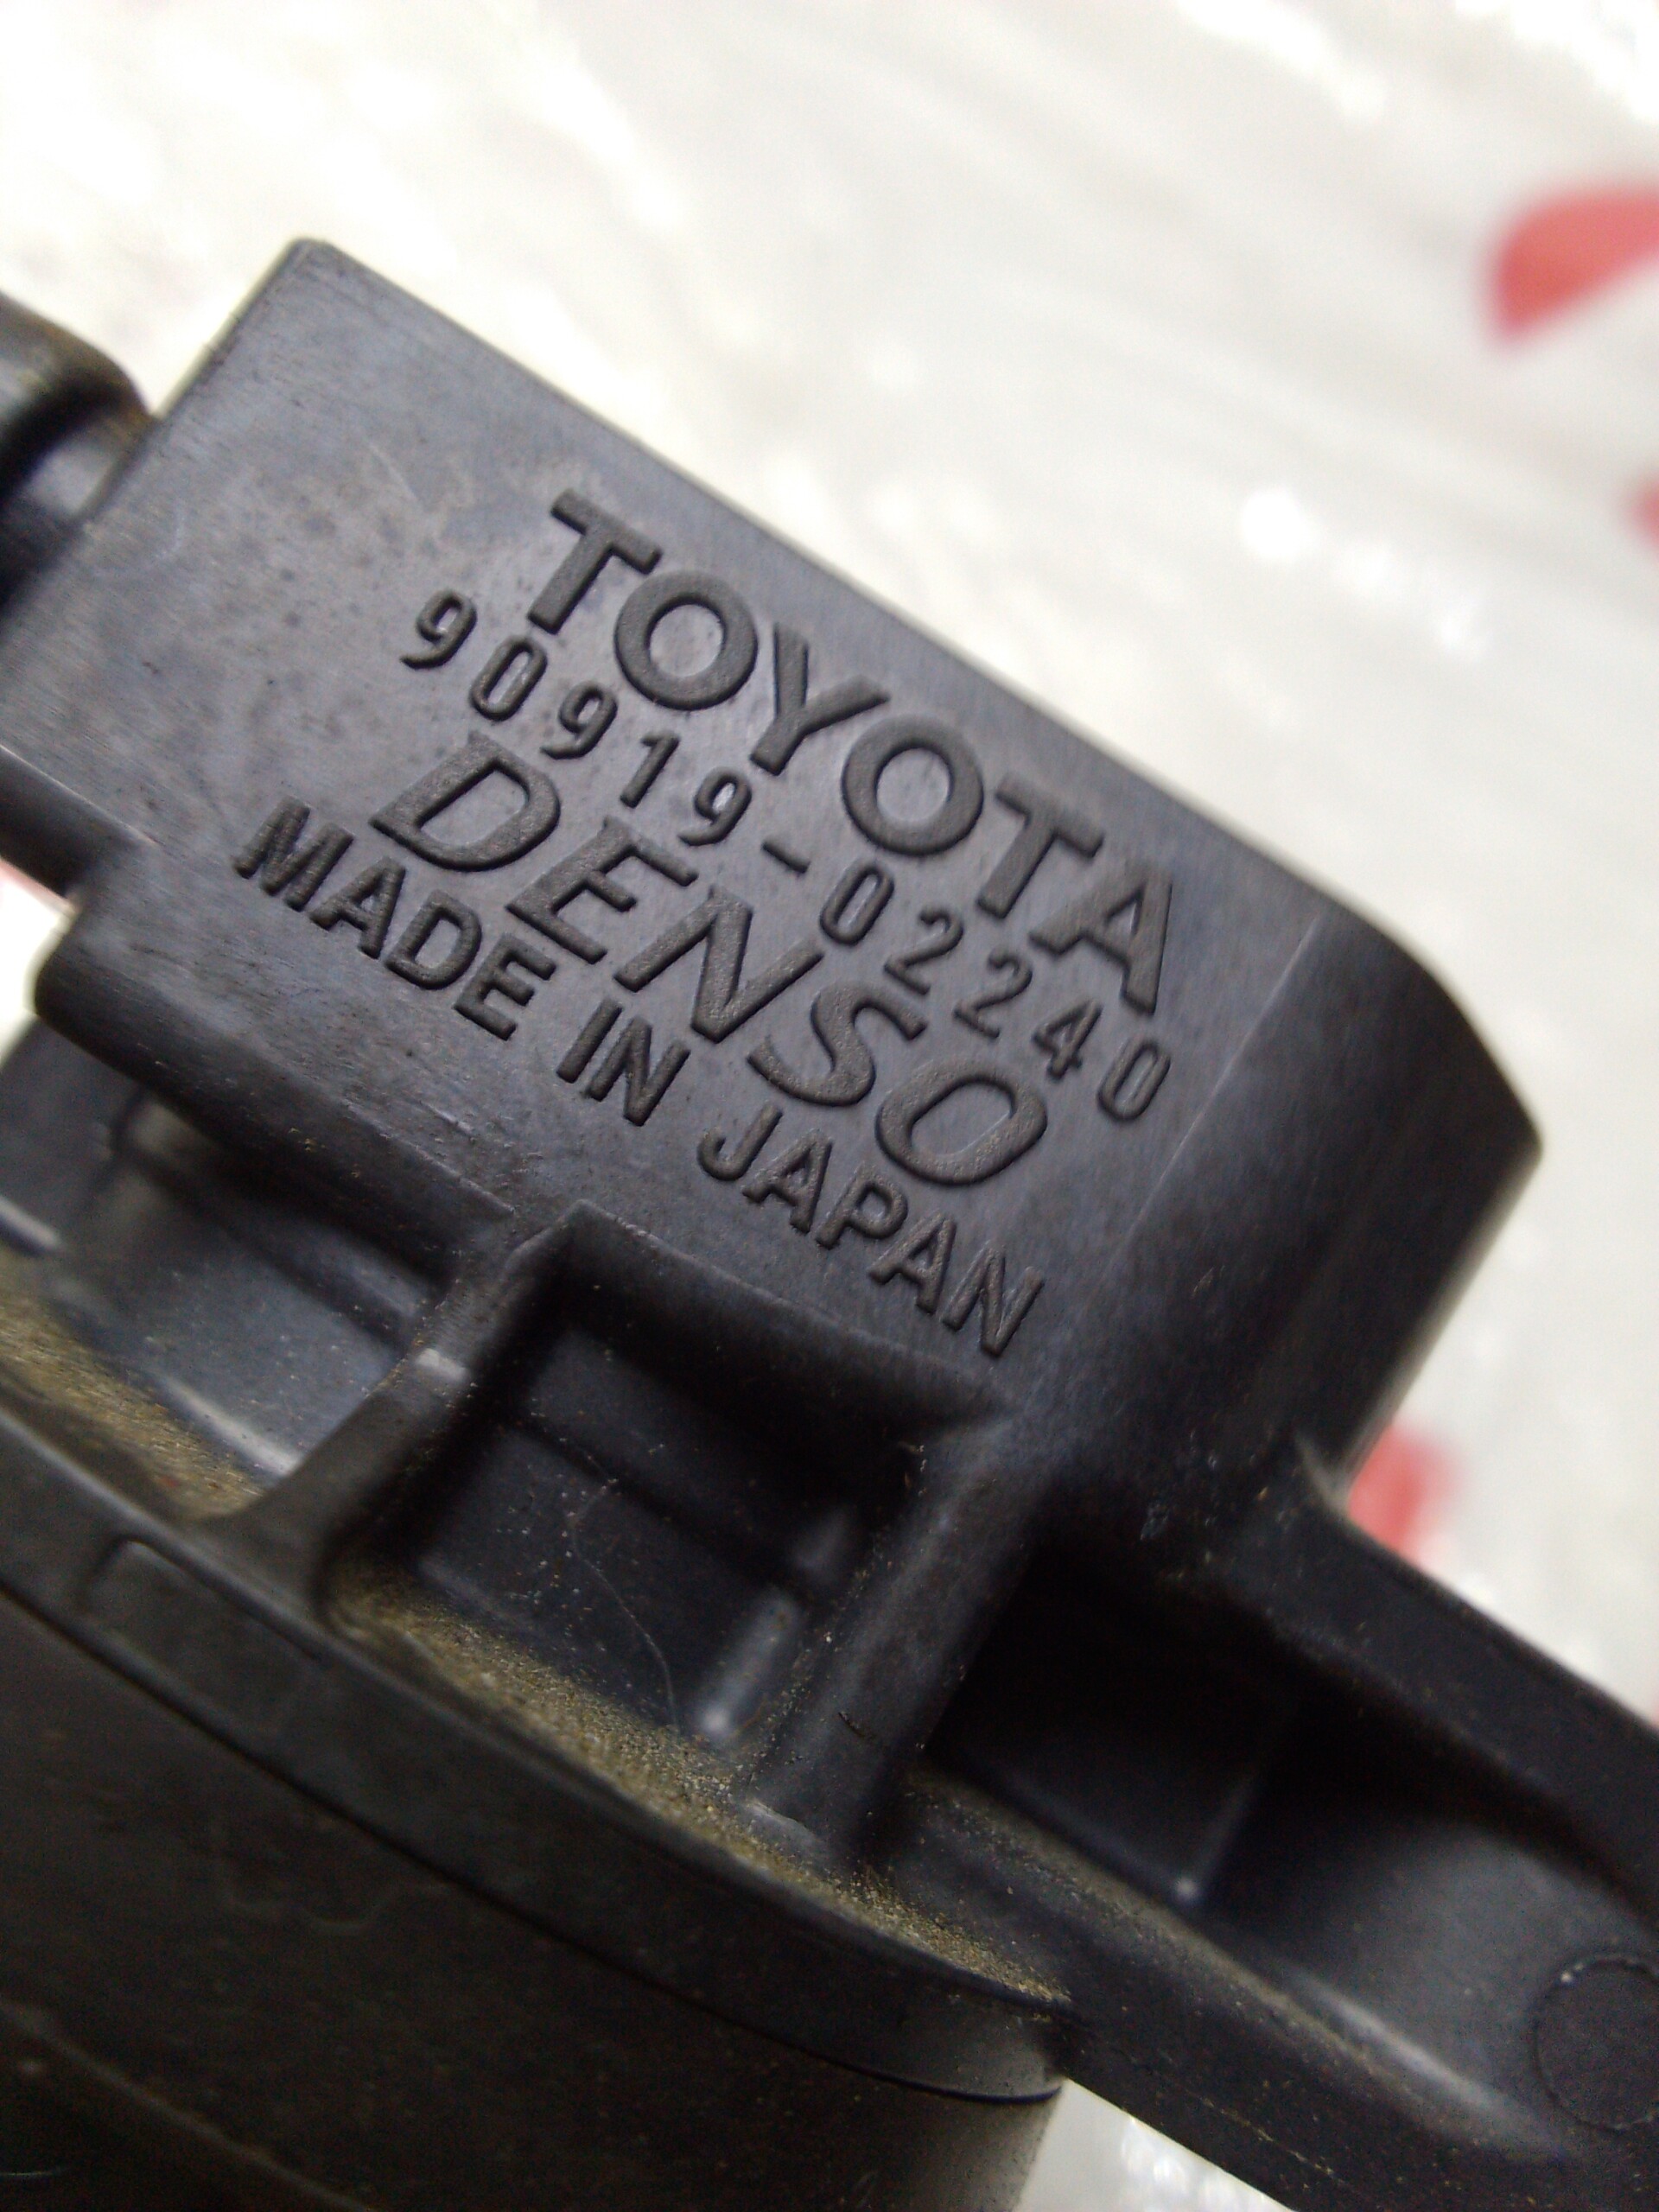 TOYOTA
90919-02240
DENSO
MADE IN JAPAN